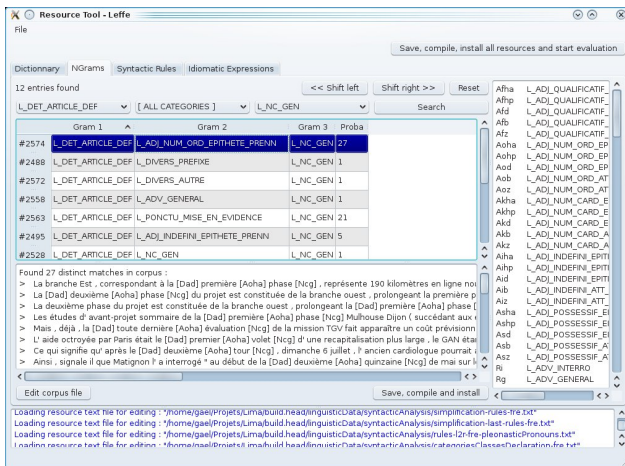 Resource Tool - Leffe
File
Save, compile, install all resources and start evaluation
Dictionnary NGrams Syntactic Rules Idiomatic Expressions
12 entries found << Shift left Shift right >> Reset
L_DET_ARTICLE_DEF [ ALL CATEGORIES ] L_NC_GEN Search
Gram 1 Gram 2 Gram 3 Proba
#2574 L_DET_ARTICLE_DEF L_ADJ_NUM_ORD_EPITHETE_PRENN L_NC_GEN 27
#2488 L_DET_ARTICLE_DEF L_DIVERS_PREFIXE L_NC_GEN 1
#2572 L_DET_ARTICLE_DEF L_DIVERS_AUTRE L_NC_GEN 1
#2558 L_DET_ARTICLE_DEF L_ADV_GENERAL L_NC_GEN 1
#2563 L_DET_ARTICLE_DEF L_PONCTU_MISE_EN_EVIDENCE L_NC_GEN 21
#2495 L_DET_ARTICLE_DEF L_ADJ_INDEFINI_EPITHETE_PRENN L_NC_GEN 5
#2528 L_DET_ARTICLE_DEF L_NC_GEN L_NC_GEN 1
Found 27 distinct matches in corpus :
> La branche Est , correspondant à la [Dad] première [Aoha] phase [Ncg] , représente 190 kilomètres en ligne nou
> La [Dad] deuxième [Aoha] phase [Ncg] du projet est constituée de la branche ouest , prolongeant la première p
> La deuxième phase du projet est constituée de la branche ouest , prolongeant la [Dad] première [Aoha] phase [
> Les études d' avant-projet sommaire de la [Dad] première [Aoha] phase [Ncg] Mulhouse Dijon ( succédant aux
> Mais , déjà , la [Dad] toute dernière [Aoha] évaluation [Ncg] de la mission TGV fait apparaître un coût prévisionn
> L' aide octroyée par Paris était le [Dad] premier [Aoha] volet [Ncg] d' une recapitulation plus large , le GAN
> Ce qui signifie qu' après le [Dad] deuxième [Aoha] tour [Ncg] , dimanche 6 juillet , l' ancien cardiologue pourrait
> Ainsi , signale il que Matignon l' a interrogé " au début de la [Dad] deuxième [Aoha] quinzaine [Ncg] de mai sur
Edit corpus file Save, compile and install
Afha L_ADJ_QUALIFICATIF_
Afhp L_ADJ_QUALIFICATIF_
Afd L_ADJ_QUALIFICATIF_
Afb L_ADJ_QUALIFICATIF_
Afz L_ADJ_QUALIFICATIF_
Aoha L_ADJ_NUM_ORD_EP
Aohp L_ADJ_NUM_ORD_EP
Aod L_ADJ_NUM_ORD_EP
Aob L_ADJ_NUM_ORD_AT
Aoz L_ADJ_NUM_ORD_AT
Akha L_ADJ_NUM_CARD_E
Akhp L_ADJ_NUM_CARD_E
Akd L_ADJ_NUM_CARD_E
Akb L_ADJ_NUM_CARD_A
Akz L_ADJ_NUM_CARD_A
Aiha L_ADJ_INDEFINI_EPIT
Aihp L_ADJ_INDEFINI_EPIT
Aid L_ADJ_INDEFINI_EPIT
Aib L_ADJ_INDEFINI_ATT_
Aiz L_ADJ_INDEFINI_ATT_
Asha L_ADJ_POSSESSIF_EI
Ashp L_ADJ_POSSESSIF_EI
Asd L_ADJ_POSSESSIF_EI
Asb L_ADJ_POSSESSIF_A
Asz L_ADJ_POSSESSIF_A
Ri L_ADV_INTERRO
Rg L_ADV_GENERAL
Loading resource text file for editing : "/home/gael/Projets/Lima/build.head/linguisticData/syntacticAnalysis/simplification-rules-fre.txt"
Loading resource text file for editing : "/home/gael/Projets/Lima/build.head/linguisticData/syntacticAnalysis/simplification-last-rules-fre.txt"
Loading resource text file for editing : "/home/gael/Projets/Lima/build.head/linguisticData/syntacticAnalysis/rules-l2r-fre-pleonasticPronouns.txt"
Loading resource text file for editing : "/home/gael/Projets/Lima/build.head/linguisticData/syntacticAnalysis/categoriesClassesDeclaration-fre.txt"